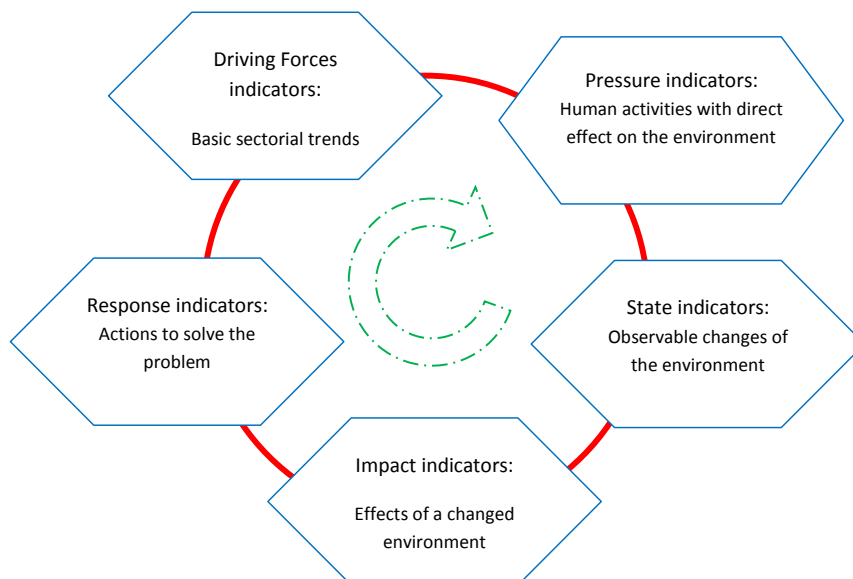 Driving Forces
indicators:
Basic sectorial trends
Pressure indicators:
Human activities with direct
effect on the environment
State indicators:
Observable changes of
the environment
Impact indicators:
Effects of a changed
environment
Response indicators:
Actions to solve the
problem